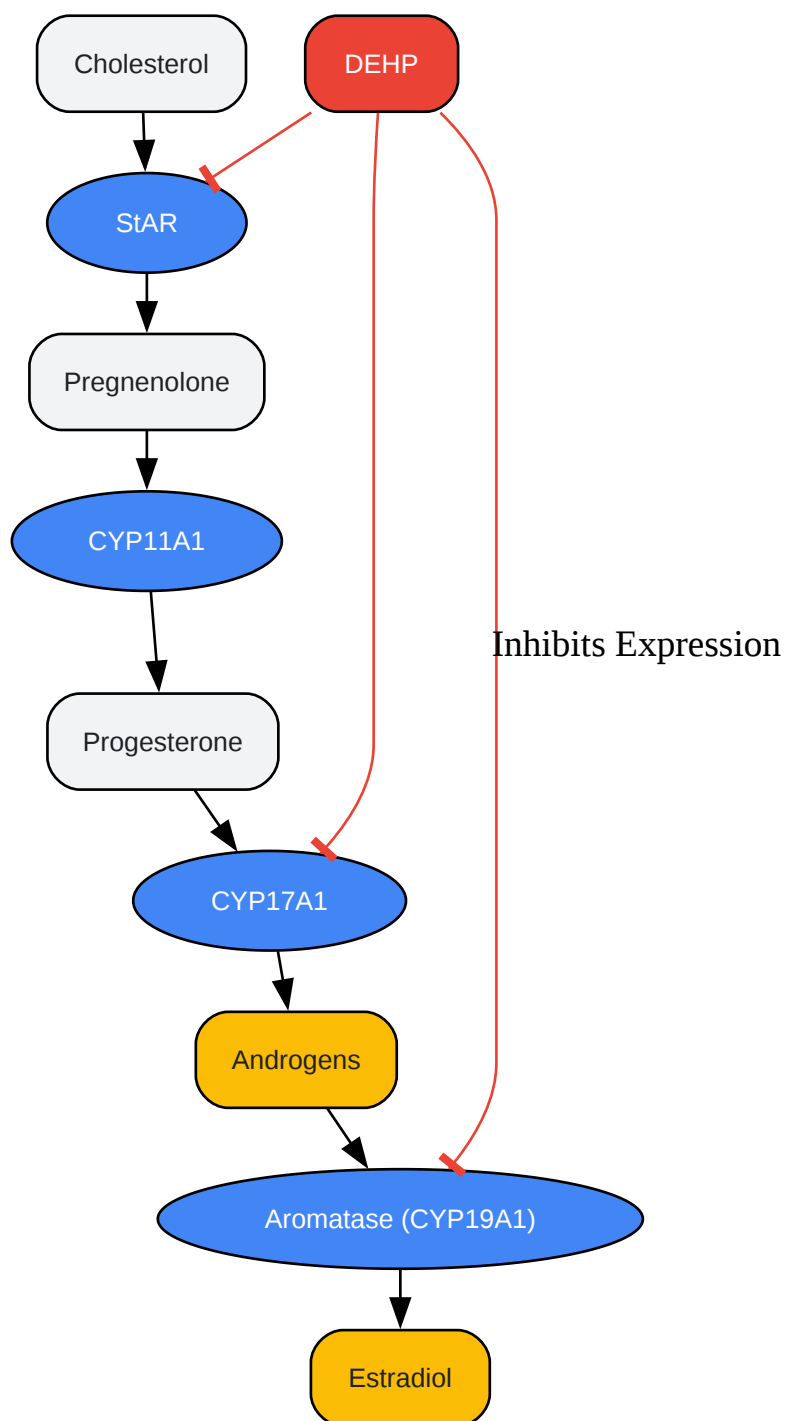 Cholesterol
DEHP
StAR
Pregnenolone
CYP11A1
Inhibits Expression
Progesterone
CYP17A1
Androgens
Aromatase (CYP19A1)
Estradiol